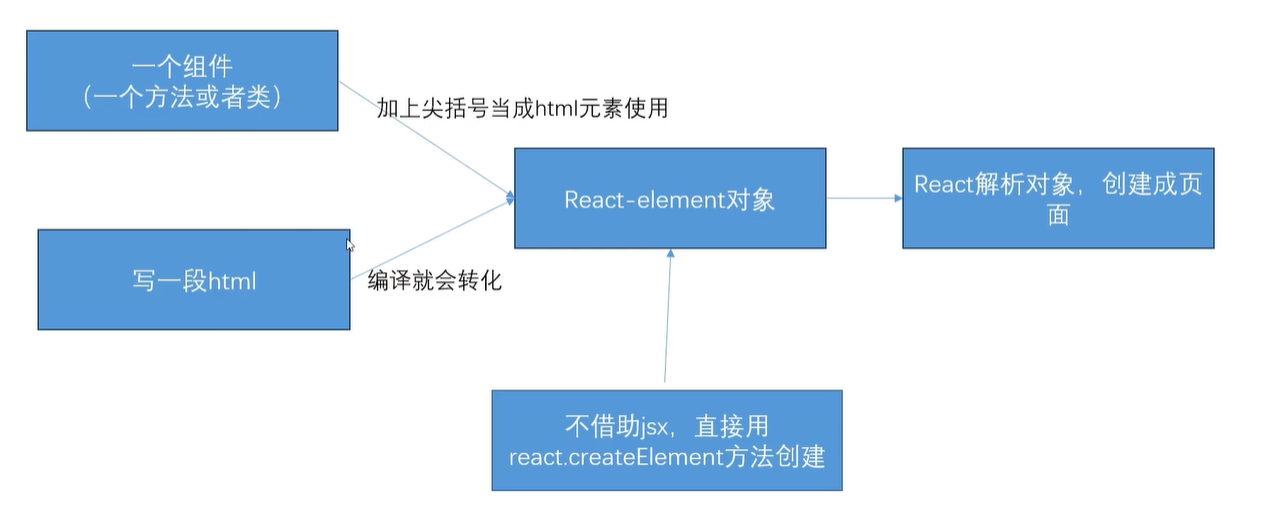 一个组件
（一个方法或者类）
加上尖括号当成html元素使用
React-element对象
React解析对象，创建成页
面
写一段html
编译就会转化
不借助jsx，直接用
react.createElement方法创建